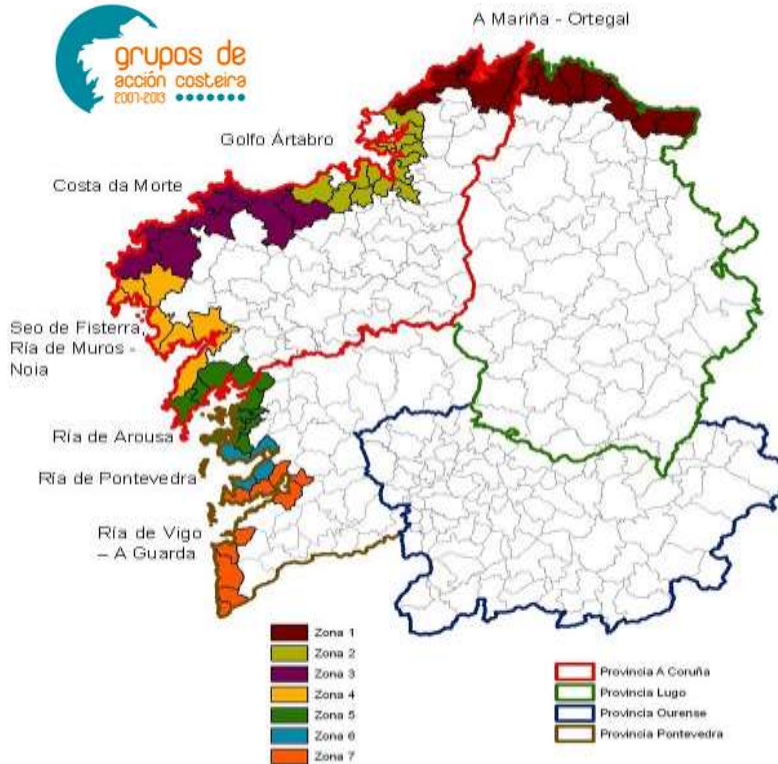 A Mariña - Ortegal
grupos de
acción costeira
2007-2013
Golfo Ártabro
Costa da Morte
Seo de Fisterra,
Ría de Muros -
Noia
Ría de Arousa
Ría de Pontevedra
Ría de Vigo
– A Guarda
Zona 1
Zona 2
Zona 3
Zona 4
Zona 5
Zona 6
Zona 7
Provincia A Coruña
Provincia Lugo
Provincia Ourense
Provincia Pontevedra